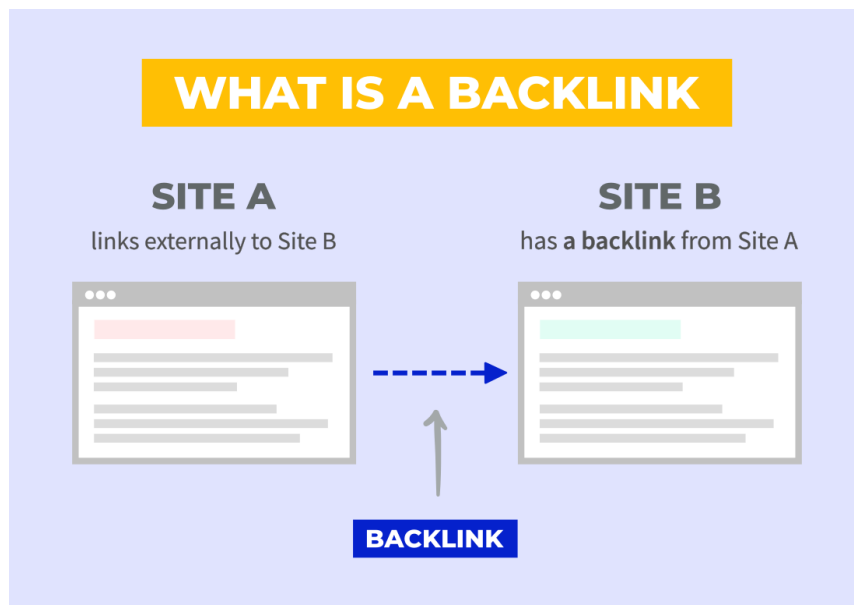 WHAT IS A BACKLINK
SITE A
links externally to Site B
SITE B
has a backlink from Site A
BACKLINK